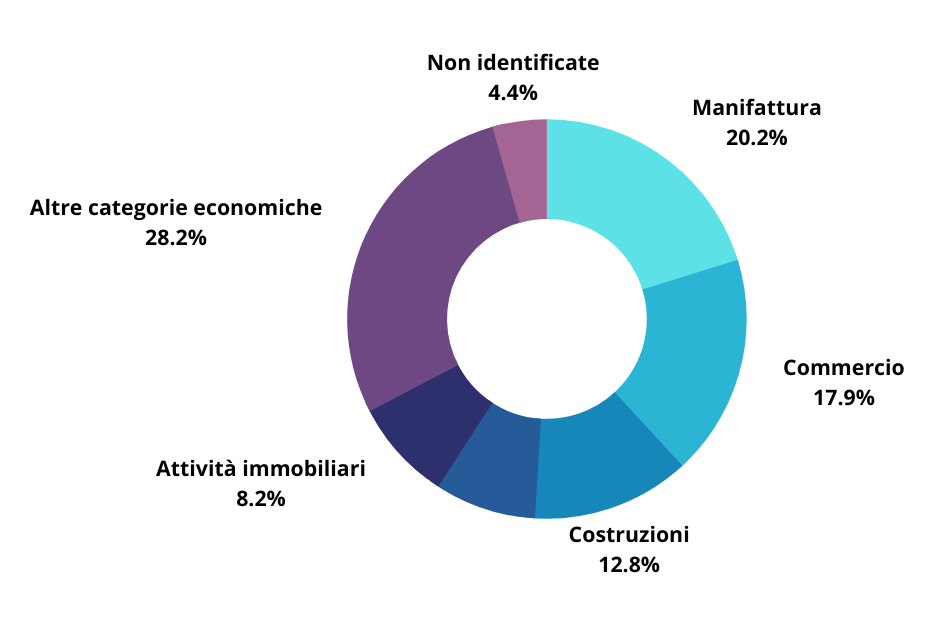 Non identificate
4.4%
Manifattura
20.2%
Altre categorie economiche
28.2%
Commercio
17.9%
Attività immobiliari
8.2%
Costruzioni
12.8%